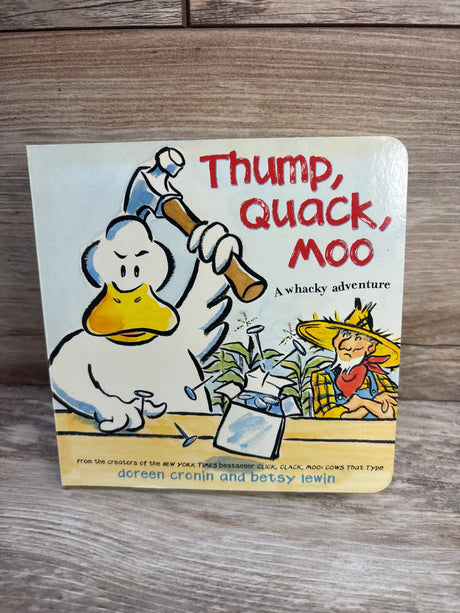 Thump,
Quack,
Moo
A whacky adventure
From the creators of the NEW YORK TIMES bestseller CLICK, CLACK, MOO: COWS THAT TYPE
doreen cronin and betsy lewin